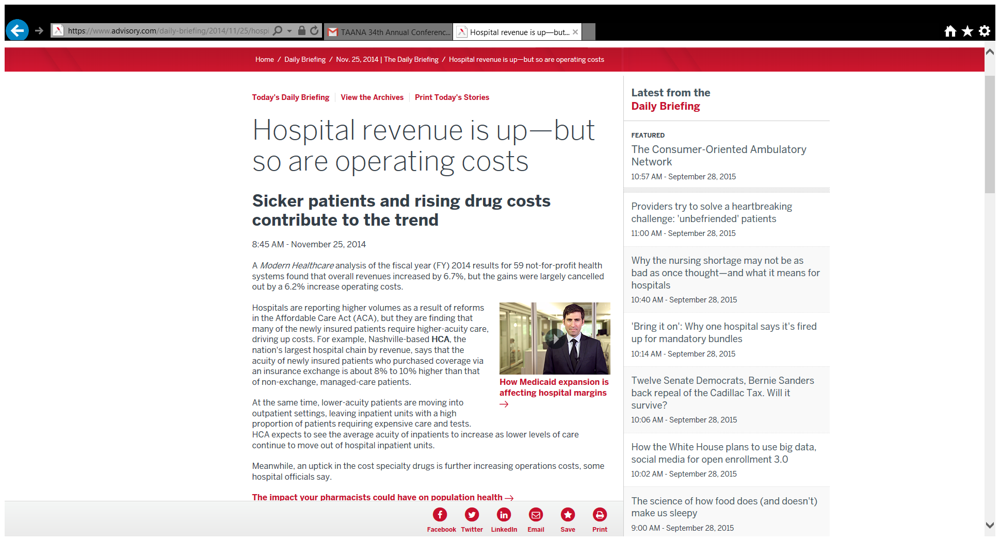 https://www.advisory.com/daily-briefing/2014/11/25/hospi
TAANA 34th Annual Conferenc...
Hospital revenue is up—but...
Home / Daily Briefing / Nov. 25, 2014 | The Daily Briefing / Hospital revenue is up—but so are operating costs
Today's Daily Briefing
View the Archives
Print Today's Stories
Hospital revenue is up—but
so are operating costs
Sicker patients and rising drug costs
contribute to the trend
8:45 AM - November 25, 2014
A Modern Healthcare analysis of the fiscal year (FY) 2014 results for 59 not-for-profit health
systems found that overall revenues increased by 6.7%, but the gains were largely cancelled
out by a 6.2% increase operating costs.
Hospitals are reporting higher volumes as a result of reforms
in the Affordable Care Act (ACA), but they are finding that
many of the newly insured patients require higher-acuity care,
driving up costs. For example, Nashville-based HCA, the
nation's largest hospital chain by revenue, says that the
acuity of newly insured patients who purchased coverage via
an insurance exchange is about 8% to 10% higher than that
of non-exchange, managed-care patients.
How Medicaid expansion is
affecting hospital margins
→
At the same time, lower-acuity patients are moving into
outpatient settings, leaving inpatient units with a high
proportion of patients requiring expensive care and tests.
HCA expects to see the average acuity of inpatients to increase as lower levels of care
continue to move out of hospital inpatient units.
Meanwhile, an uptick in the cost specialty drugs is further increasing operations costs, some
hospital officials say.
The impact your pharmacists could have on population health →
Facebook
Twitter
LinkedIn
Email
Save
Print
Latest from the
Daily Briefing
FEATURED
The Consumer-Oriented Ambulatory
Network
10:57 AM - September 28, 2015
Providers try to solve a heartbreaking
challenge: 'unbefriended' patients
11:00 AM - September 28, 2015
Why the nursing shortage may not be as
bad as once thought—and what it means for
hospitals
10:40 AM - September 28, 2015
'Bring it on': Why one hospital says it's fired
up for mandatory bundles
10:14 AM - September 28, 2015
Twelve Senate Democrats, Bernie Sanders
back repeal of the Cadillac Tax. Will it
survive?
10:06 AM - September 28, 2015
How the White House plans to use big data,
social media for open enrollment 3.0
10:02 AM - September 28, 2015
The science of how food does (and doesn't)
make us sleepy
9:00 AM - September 28, 2015